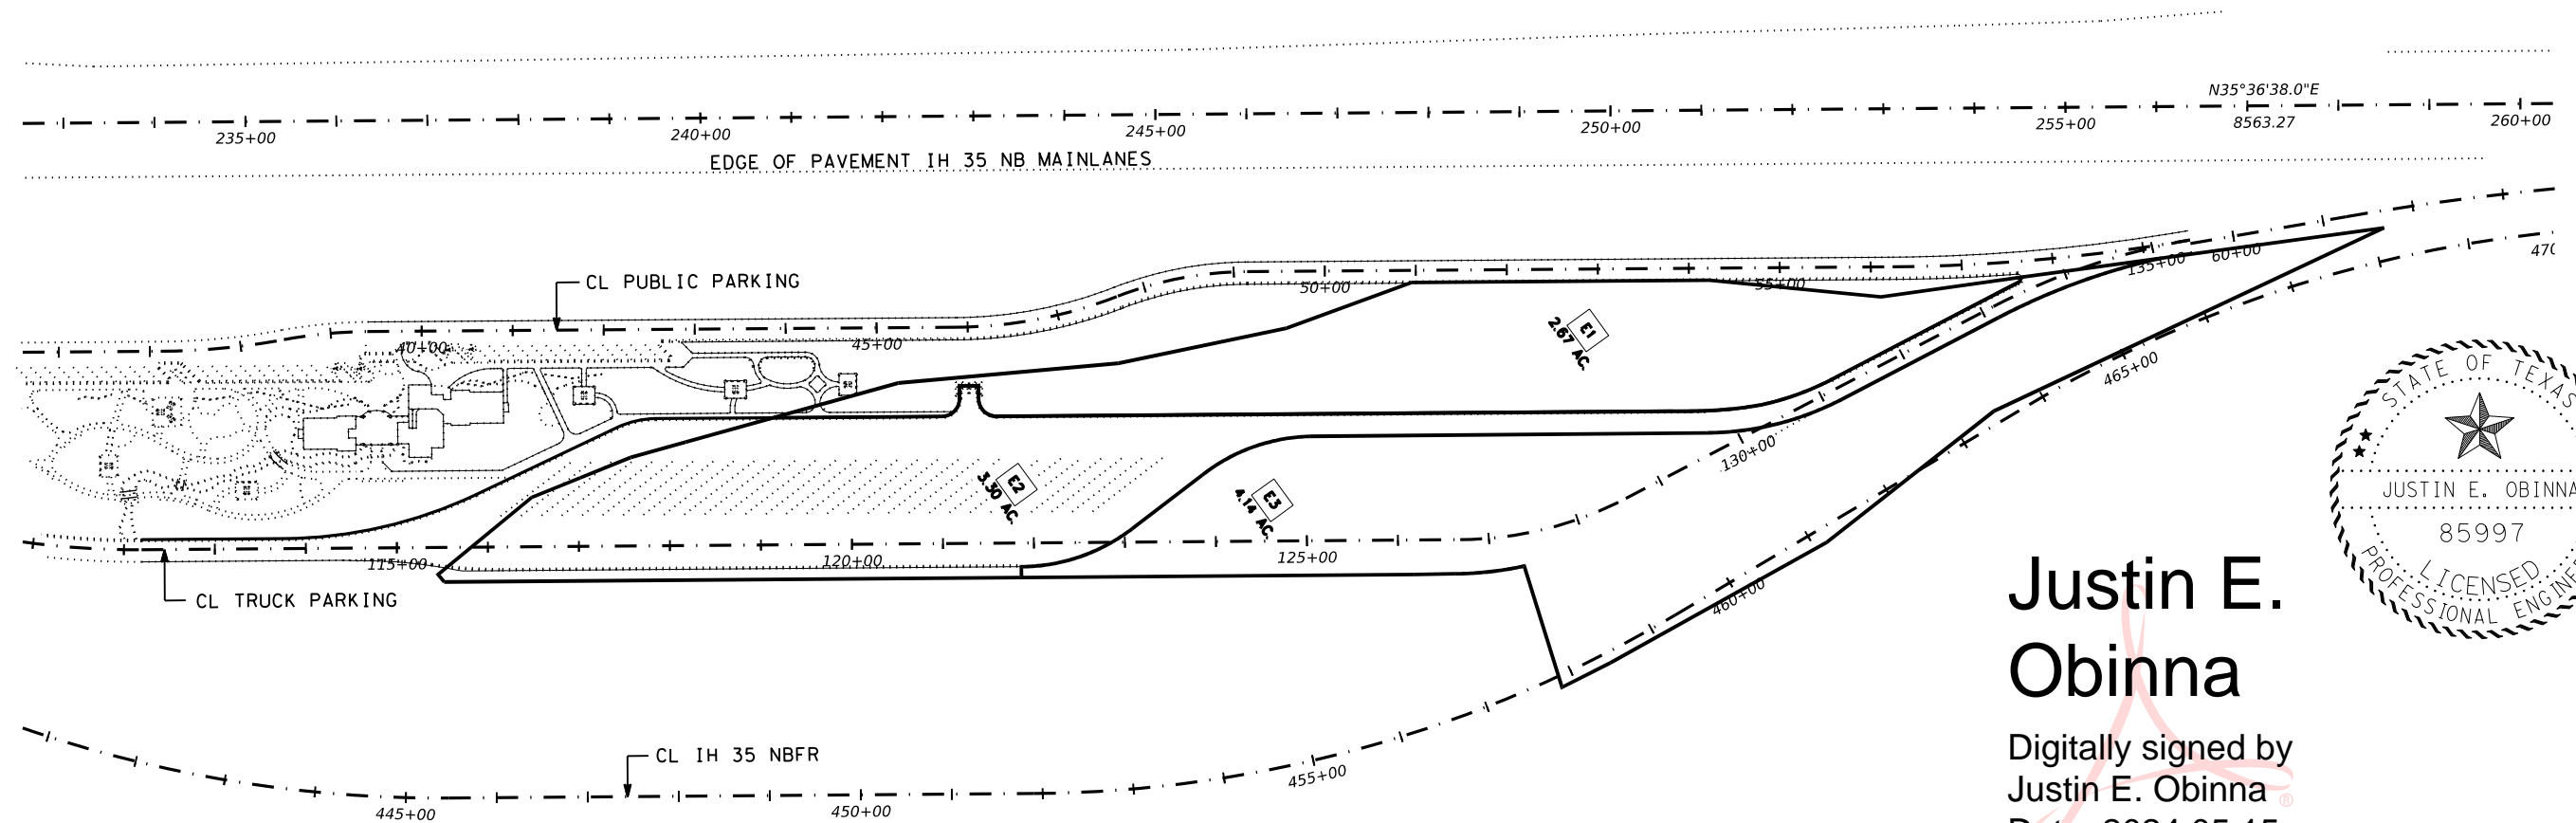 N35°36'38.0"E
235+00
240+00
245+00
250+00
255+00
8563.27
260+00
EDGE OF PAVEMENT IH 35 NB MAINLANES
CL PUBLIC PARKING
40+00
45+00
50+00
55+00
135+00
60+00
E1
2.67 AC.
465+00
130+00
E2
3.30 AC.
E3
4.14 AC.
115+00
120+00
125+00
CL TRUCK PARKING
460+00
CL IH 35 NBFR
445+00
450+00
455+00
STATE OF TEXAS
JUSTIN E. OBINNA
85997
LICENSED
PROFESSIONAL
Justin E.
Obinna
Digitally signed by
Justin E. Obinna